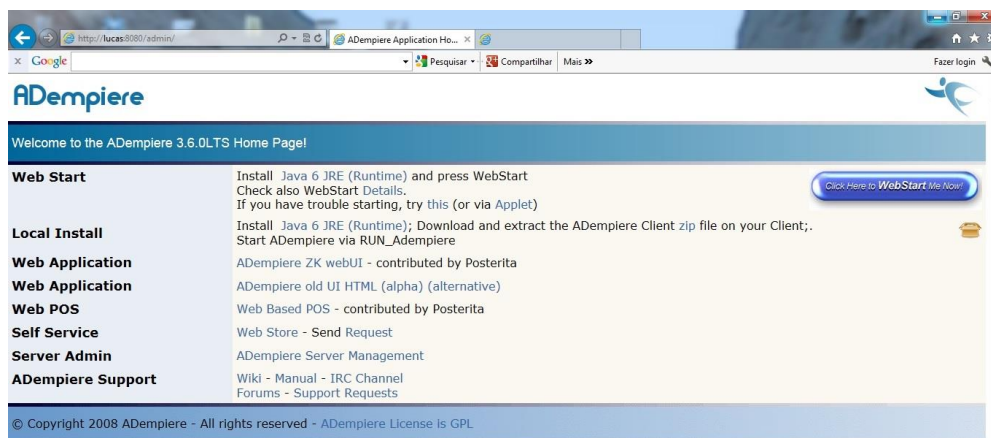 http://lucas:8080/admin/
ADempiere Application Ho...
Google
Pesquisar
Compartilhar
Mais »
Fazer login
ADempiere
Welcome to the ADempiere 3.6.0LTS Home Page!
Web Start
Install Java 6 JRE (Runtime) and press WebStart
Check also WebStart Details.
If you have trouble starting, try this (or via Applet)
Click Here to WebStart Me Now!
Local Install
Install Java 6 JRE (Runtime); Download and extract the ADempiere Client zip file on your Client;.
Start ADempiere via RUN_Adempiere
Web Application
ADempiere ZK webUI - contributed by Posterita
Web Application
ADempiere old UI HTML (alpha) (alternative)
Web POS
Web Based POS - contributed by Posterita
Self Service
Web Store - Send Request
Server Admin
ADempiere Server Management
ADempiere Support
Wiki - Manual - IRC Channel
Forums - Support Requests
© Copyright 2008 ADempiere - All rights reserved - ADempiere License is GPL